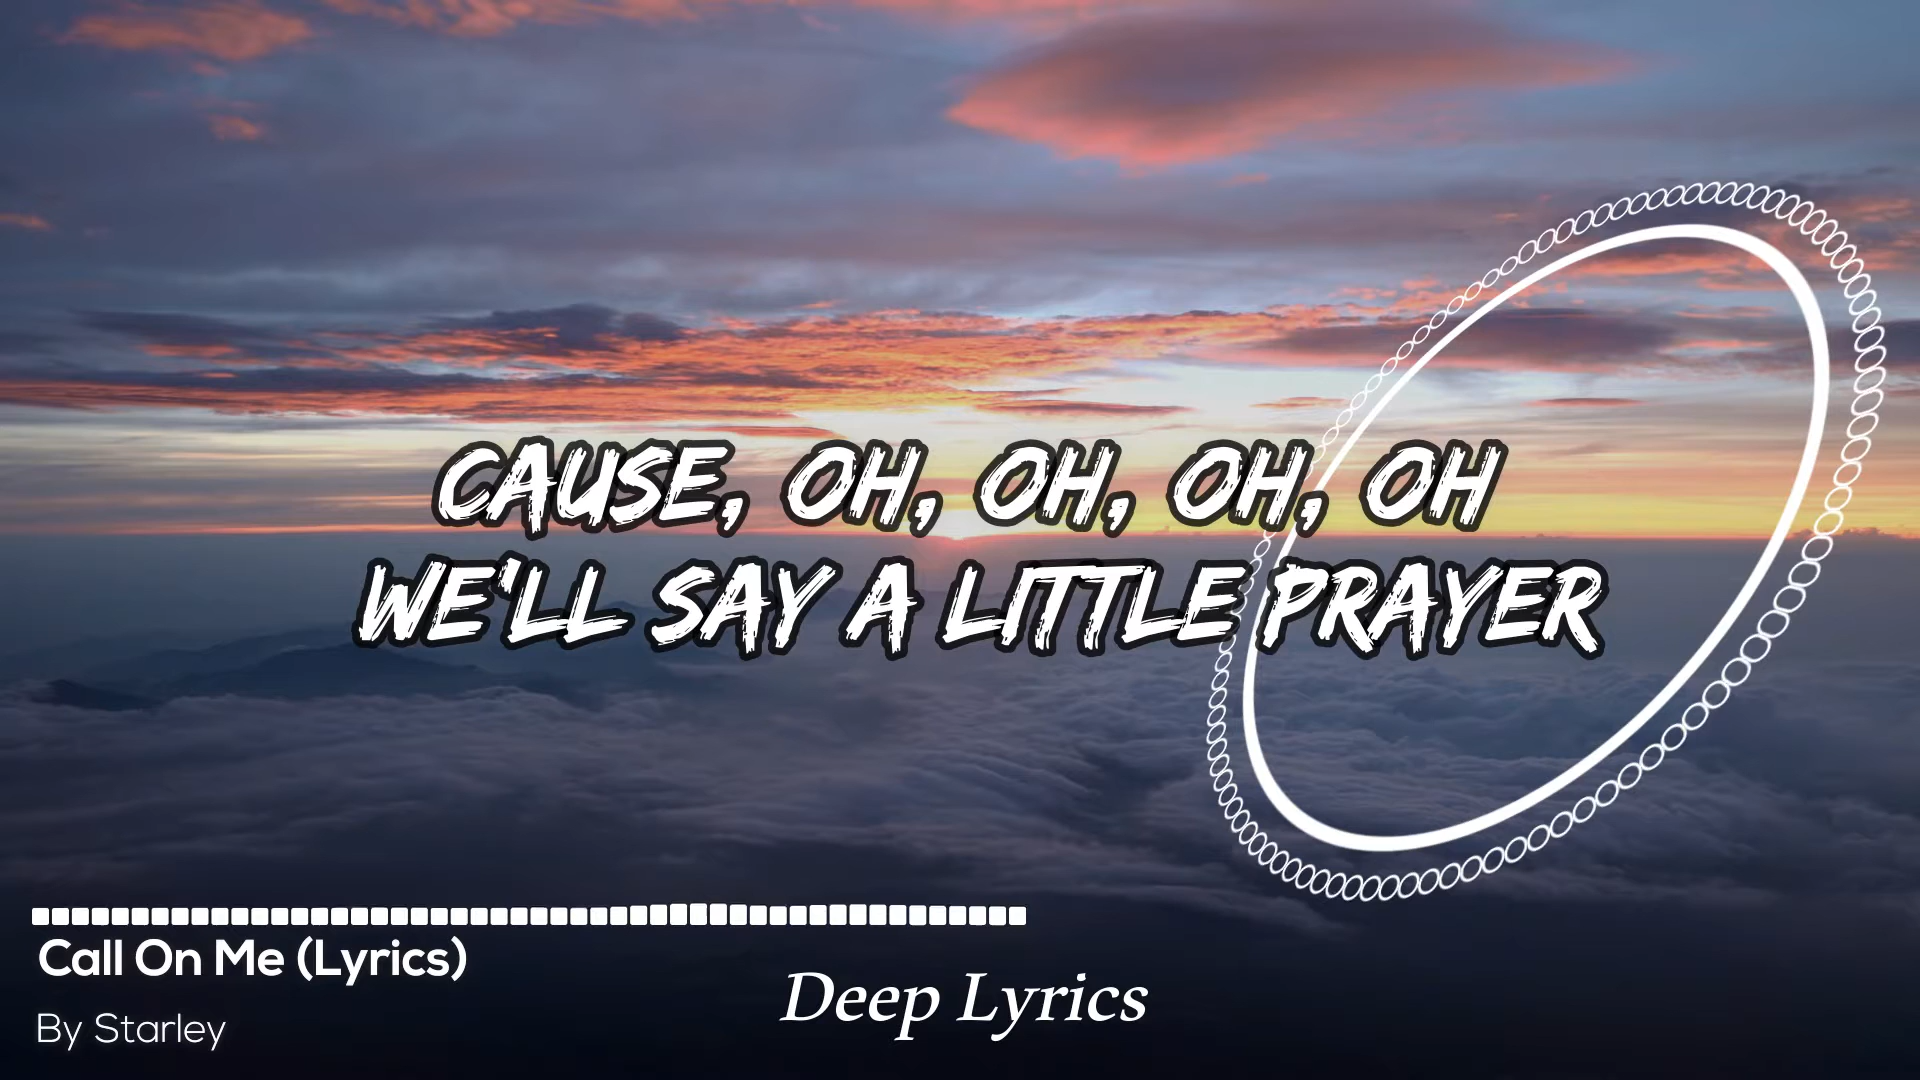 CAUSE, OH, OH, OH, OH
WE'LL SAY A LITTLE PRAYER
Call On Me (Lyrics)
By Starley
Deep Lyrics